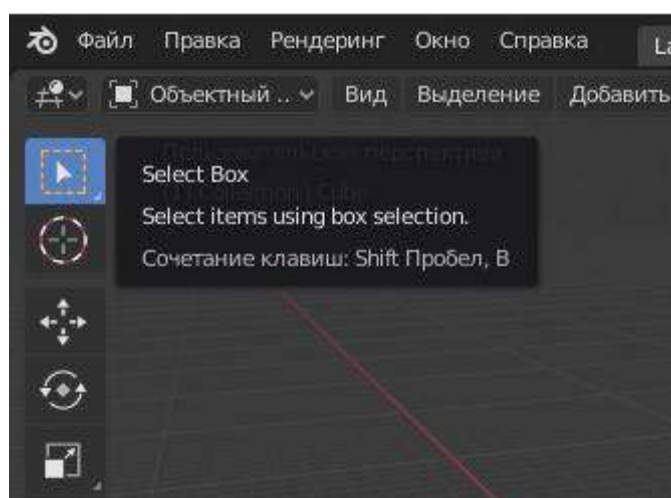 Файл Правка Рендеринг Окно Справка La
Объектный .. Вид Выделение Добавить
Select Box
Select items using box selection.
Сочетание клавиш: Shift Пробел, B